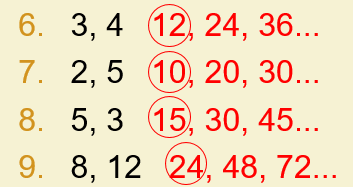 6. 3, 4 12, 24, 36...
7. 2, 5 10, 20, 30...
8. 5, 3 15, 30, 45...
9. 8, 12 24, 48, 72...